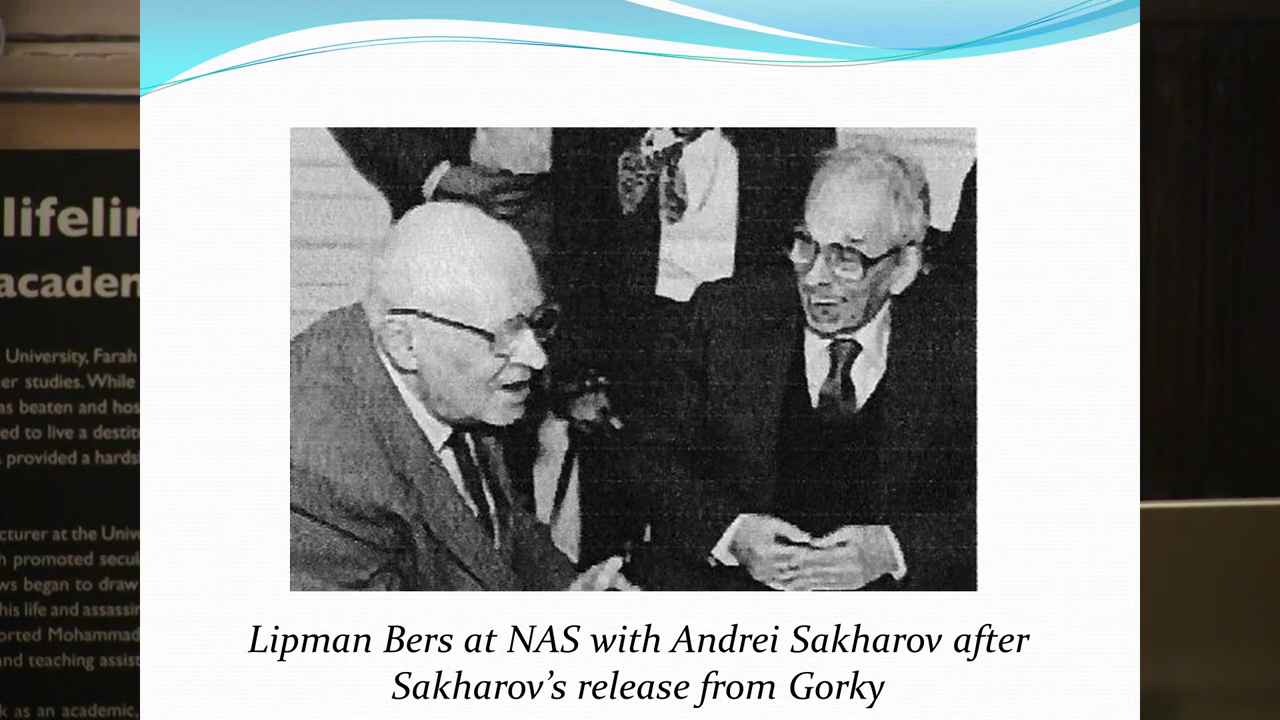 lifelin
academ
University, Farah
er studies. While
as beaten and hos
ed to live a destit
provided a hards
cturer at the Univ
h promoted secul
ws began to draw
his life and assassin
orted Mohammad
nd teaching assist
k as an academic,
Lipman Bers at NAS with Andrei Sakharov after
Sakharov's release from Gorky